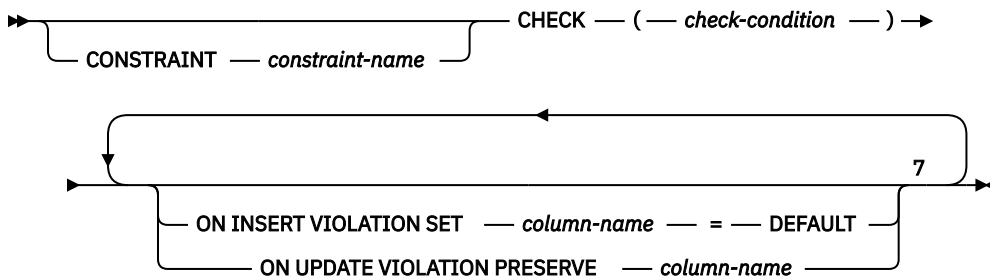 CHECK ( check-condition )
CONSTRAINT constraint-name
7
ON INSERT VIOLATION SET column-name = DEFAULT
ON UPDATE VIOLATION PRESERVE column-name